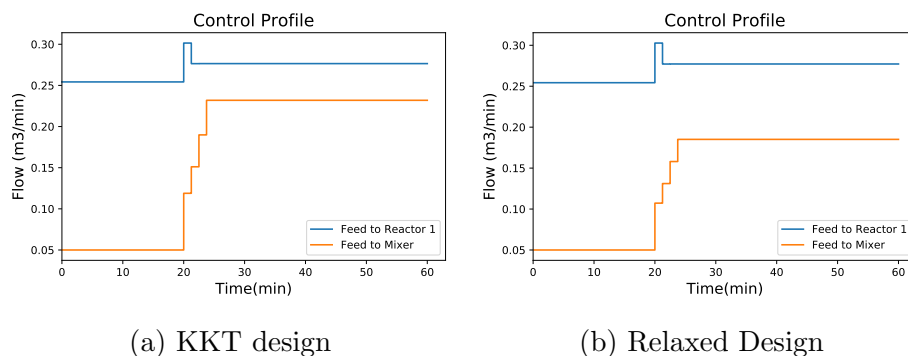 Control Profile
0.30
0.25
0.20
0.15
0.10
0.05
Flow (m3/min)
Feed to Reactor 1
Feed to Mixer
0 10 20 30 40 50 60
Time(min)
(a) KKT design
Control Profile
0.30
0.25
0.20
0.15
0.10
0.05
Flow (m3/min)
Feed to Reactor 1
Feed to Mixer
0 10 20 30 40 50 60
Time(min)
(b) Relaxed Design